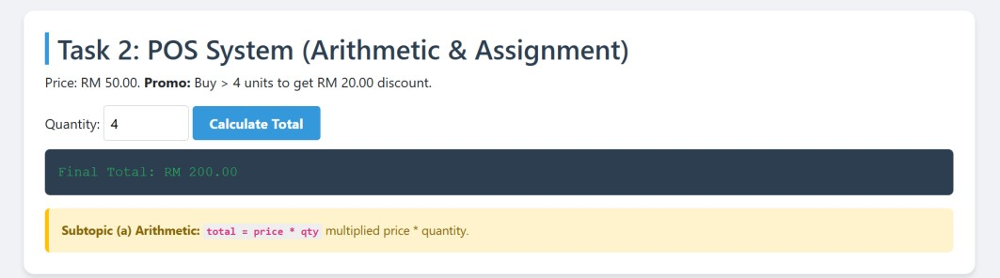 Task 2: POS System (Arithmetic & Assignment)
Price: RM 50.00. Promo: Buy > 4 units to get RM 20.00 discount.
Quantity: 4 Calculate Total
Final Total: RM 200.00
Subtopic (a) Arithmetic: total = price * qty multiplied price * quantity.